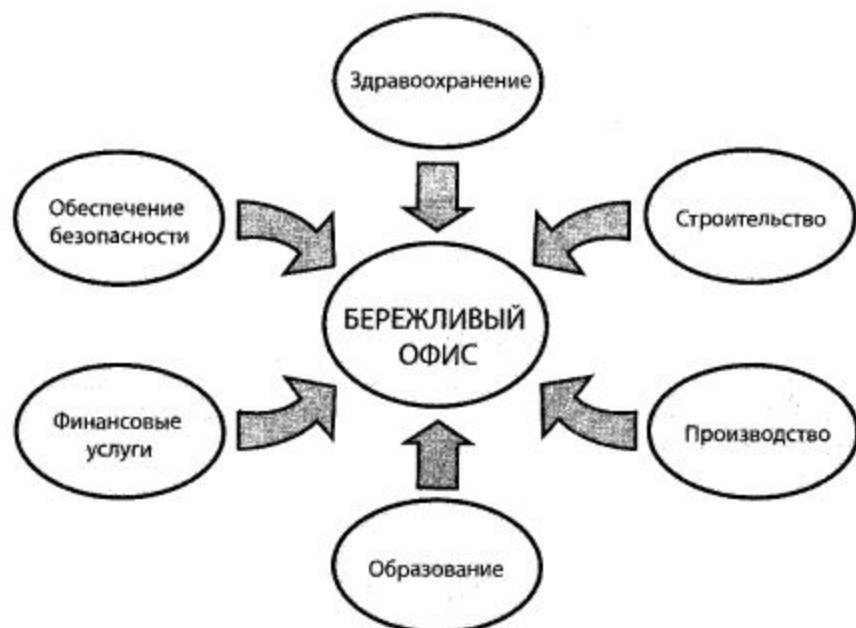 Здравоохранение
Обеспечение
безопасности
Строительство
БЕРЕЖЛИВЫЙ
ОФИС
Финансовые
услуги
Производство
Образование